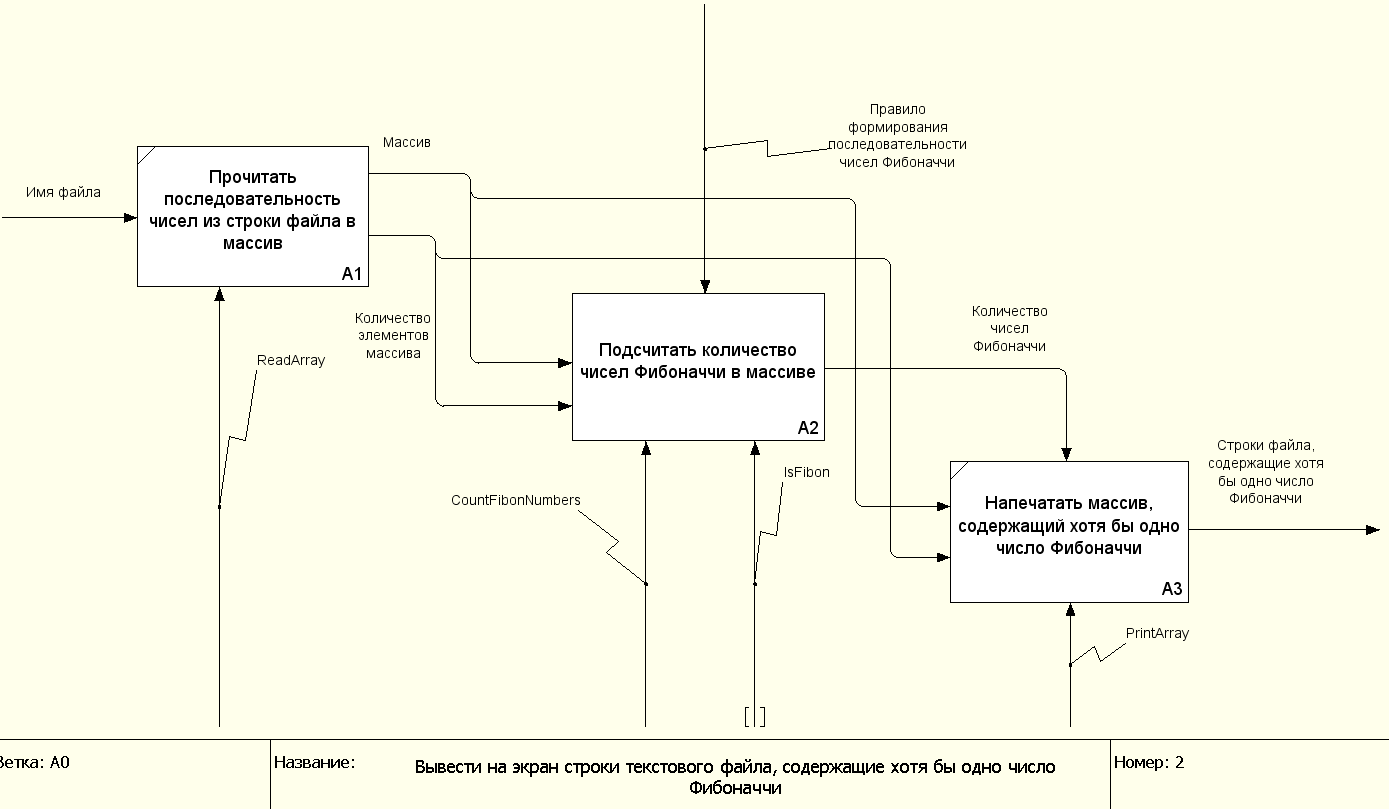 Имя файла
Прочитать
последовательность
чисел из строки файла в
массив
A1
Массив
Правило
формирования
последовательности
чисел Фибоначчи
Количество
элементов
массива
ReadArray
Подсчитать количество
чисел Фибоначчи в массиве
A2
Количество
чисел
Фибоначчи
CountFibonNumbers
IsFibon
Напечатать массив,
содержащий хотя бы одно
число Фибоначчи
A3
Строки файла,
содержащие хотя
бы одно число
Фибоначчи
PrintArray
Ветка: A0
Название:
Вывести на экран строки текстового файла, содержащие хотя бы одно число
Фибоначчи
Номер: 2